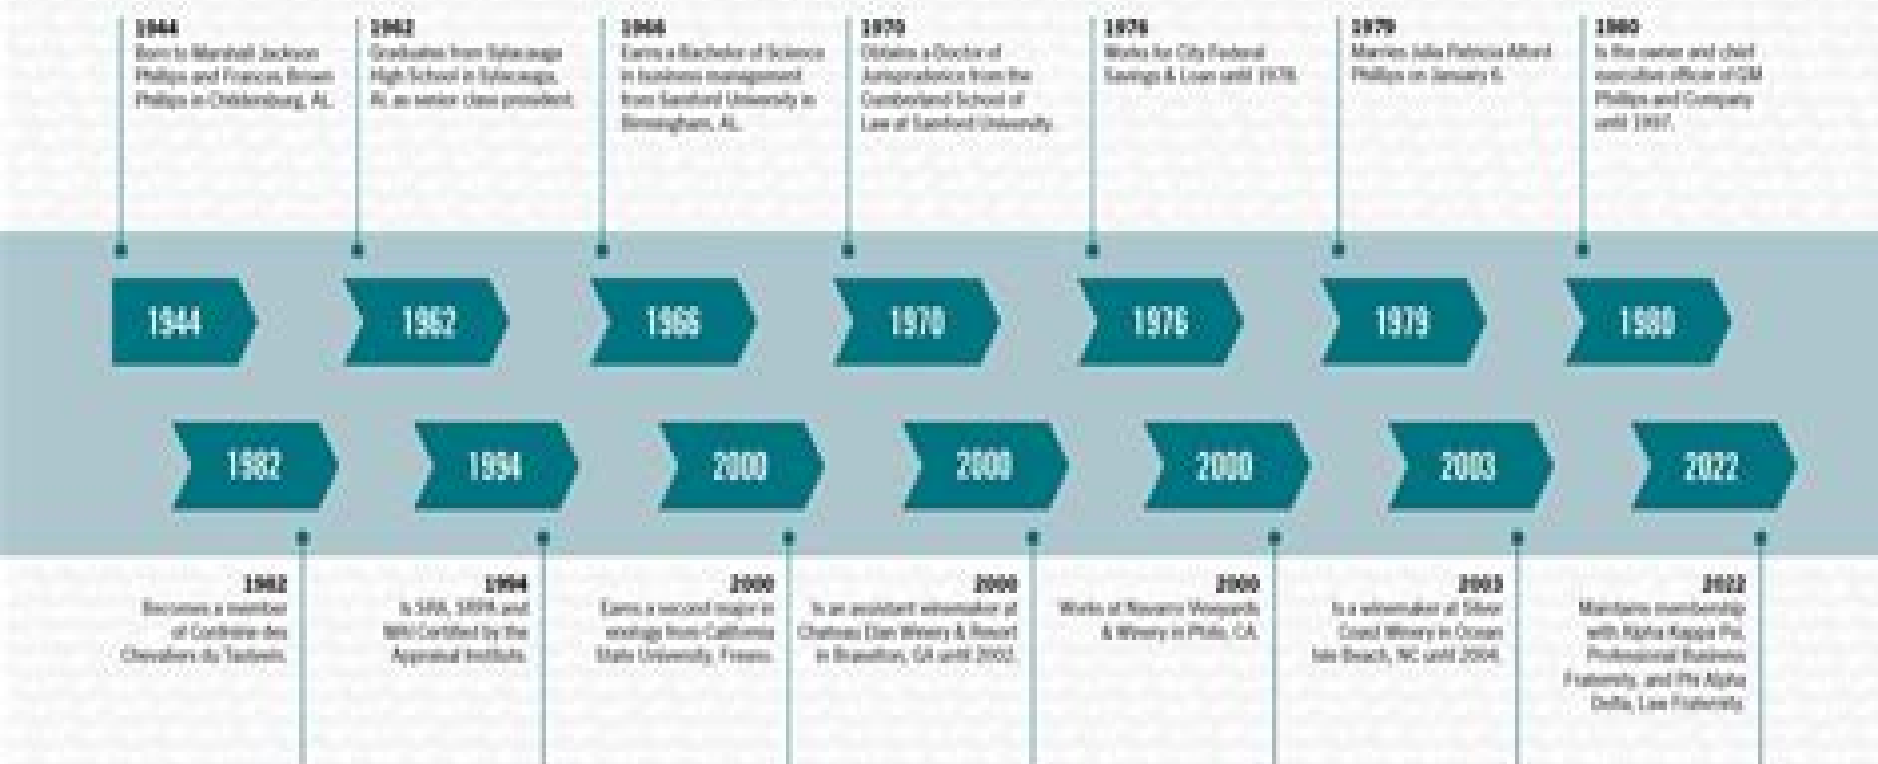 1944
Born to Marshall Jackson
Phillips and Frances Brown
Phillips in Childersburg, AL.
1962
Graduates from Sylacauga
High School in Sylacauga,
AL as senior class president.
1966
Earns a Bachelor of Science
in business management
from Samford University in
Birmingham, AL.
1970
Obtains a Doctor of
Jurisprudence from the
Cumberland School of
Law at Samford University.
1976
Works for City Federal
Savings & Loan until 1978.
1979
Marries Julia Patricia Alford
Phillips on January 6.
1980
Is the owner and chief
executive officer of GM
Phillips and Company
until 1997.
1944
1962
1966
1970
1976
1979
1980
1982
1994
2000
2000
2000
2003
2022
1982
Becomes a member
of Confrérie des
Chevaliers du Tastevin.
1994
Is SRA, SRPA and
MAI Certified by the
Appraisal Institute.
2000
Earns a second major in
enology from California
State University, Fresno.
2000
Is an assistant winemaker at
Chateau Elan Winery & Resort
in Braselton, GA until 2002.
2000
Works at Navarro Vineyards
& Winery in Philo, CA.
2003
Is a winemaker at Silver
Coast Winery in Ocean
Isle Beach, NC until 2004.
2022
Maintains membership
with Alpha Kappa Psi,
Professional Business
Fraternity, and Phi Alpha
Delta, Law Fraternity.